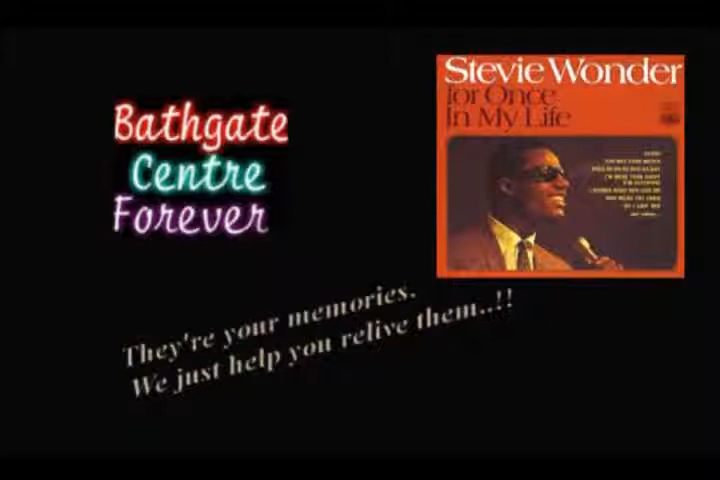 Bathgate
Centre
Forever
Stevie Wonder
for Once
In My Life
They're your memories.
We just help you relive them..!!